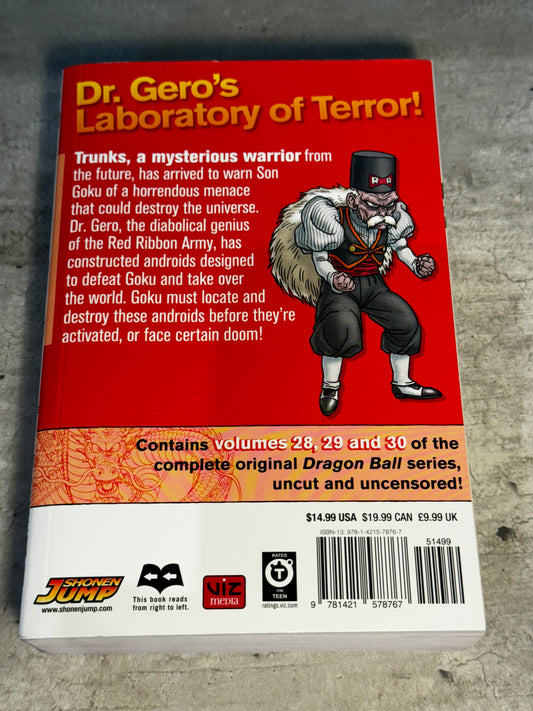 Dr. Gero's
Laboratory of Terror!
Trunks, a mysterious warrior from
the future, has arrived to warn Son
Goku of a horrendous menace
that could destroy the universe.
Dr. Gero, the diabolical genius
of the Red Ribbon Army, has
constructed androids designed
to defeat Goku and take over
the world. Goku must locate and
destroy these androids before they're
activated, or face certain doom!
R R
Contains volumes 28, 29 and 30 of the
complete original Dragon Ball series,
uncut and uncensored!
$14.99 USA $19.99 CAN £9.99 UK
ISBN-13: 978-1-4215-7876-7
51499
SHONEN
JUMP
www.shonenjump.com
This book reads
from right to left.
VIZ
media
RATED
T
FOR
TEEN
ratings.viz.com
9 781421 578767